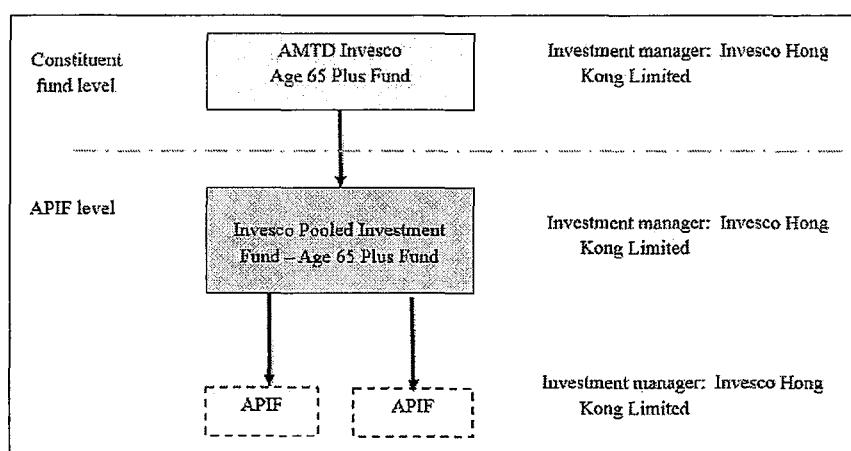 Constituent
fund level
AMTD Invesco
Age 65 Plus Fund
Investment manager: Invesco Hong
Kong Limited
APIF level
Invesco Pooled Investment
Fund – Age 65 Plus Fund
Investment manager: Invesco Hong
Kong Limited
APIF
APIF
Investment manager: Invesco Hong
Kong Limited